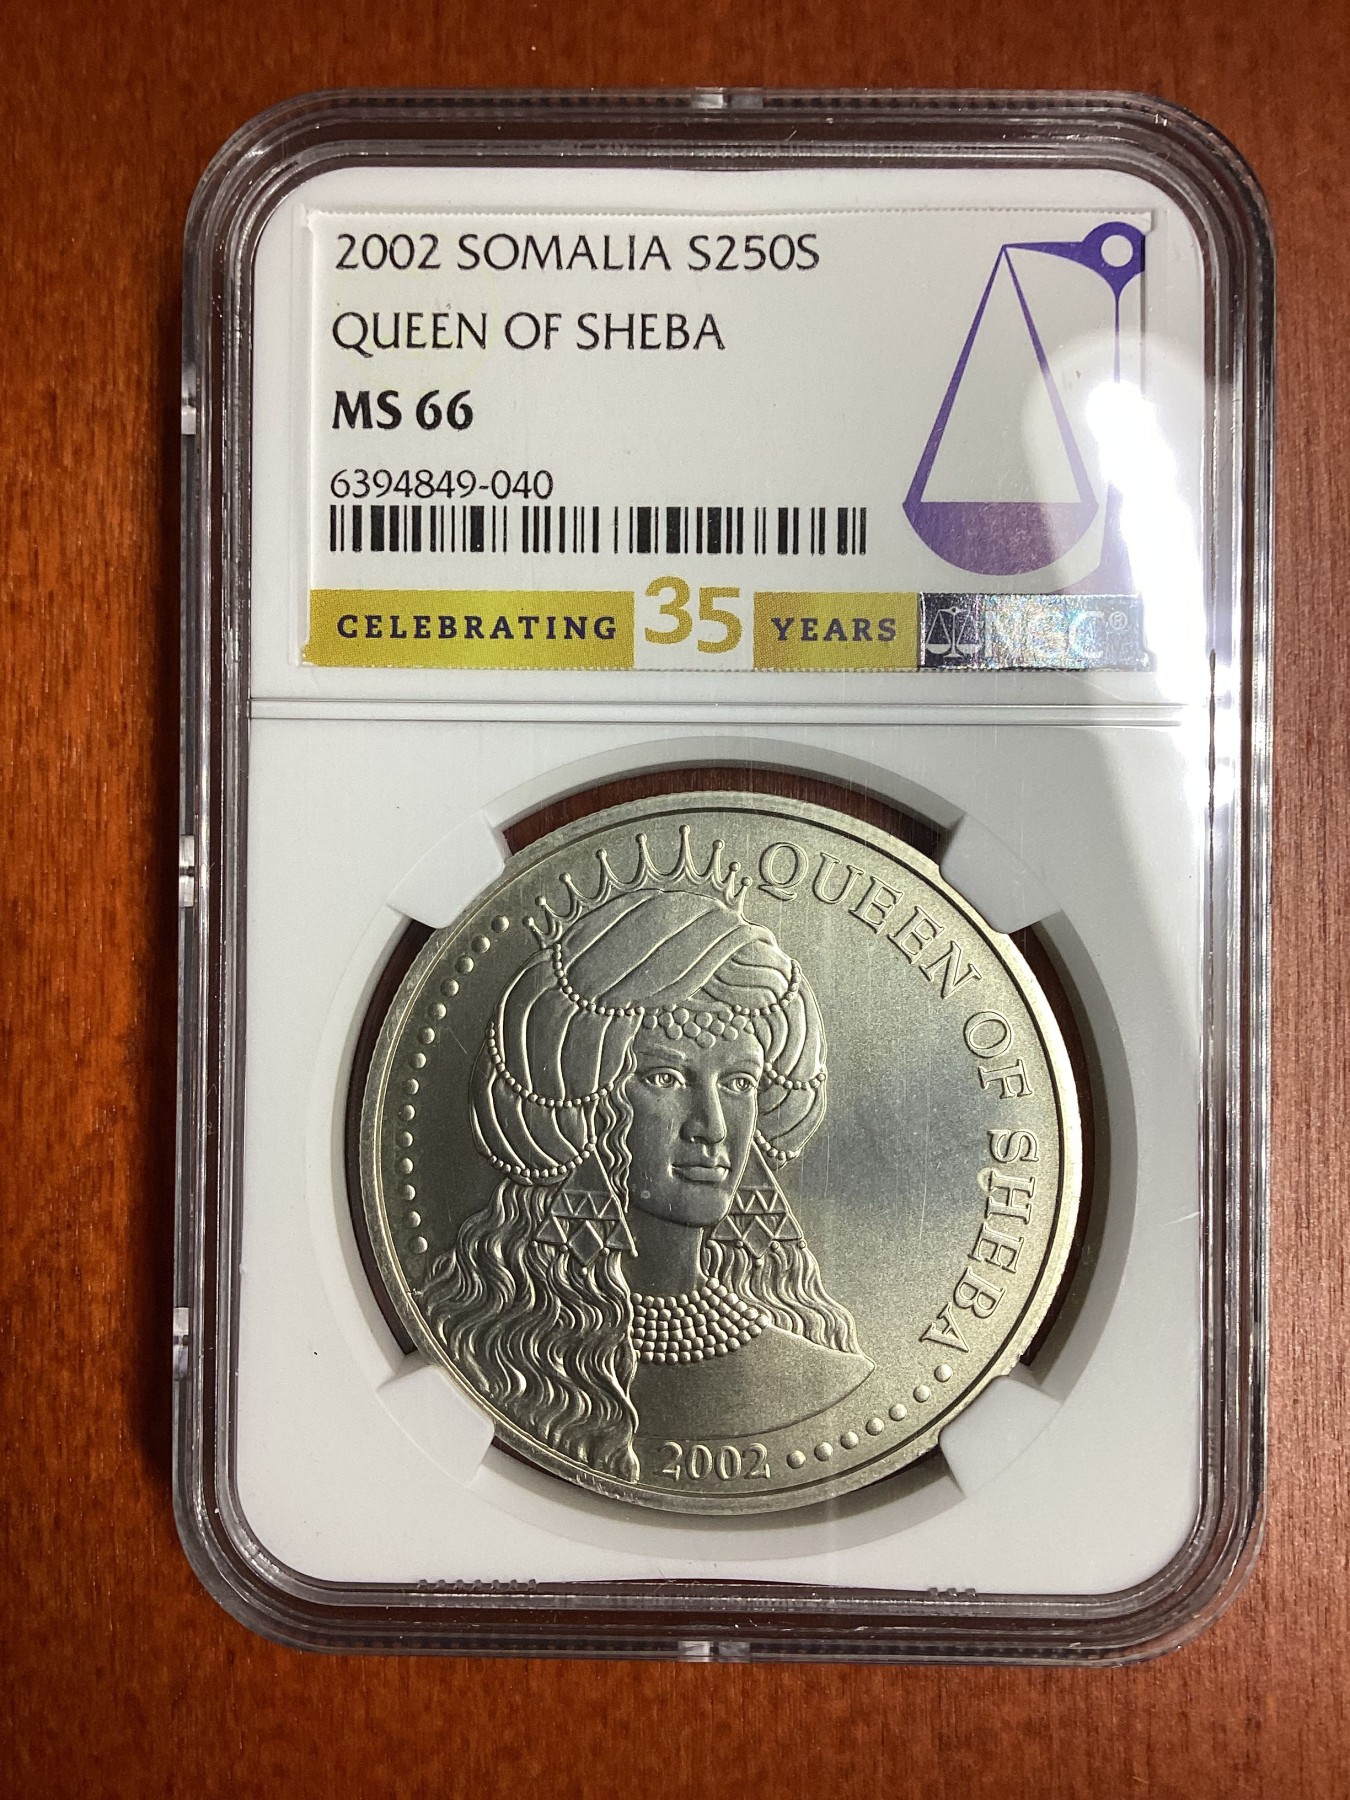 2002 SOMALIA S250S
QUEEN OF SHEBA
MS 66
6394849-040
CELEBRATING 35 YEARS NGC®
QUEEN OF SHEBA
2002